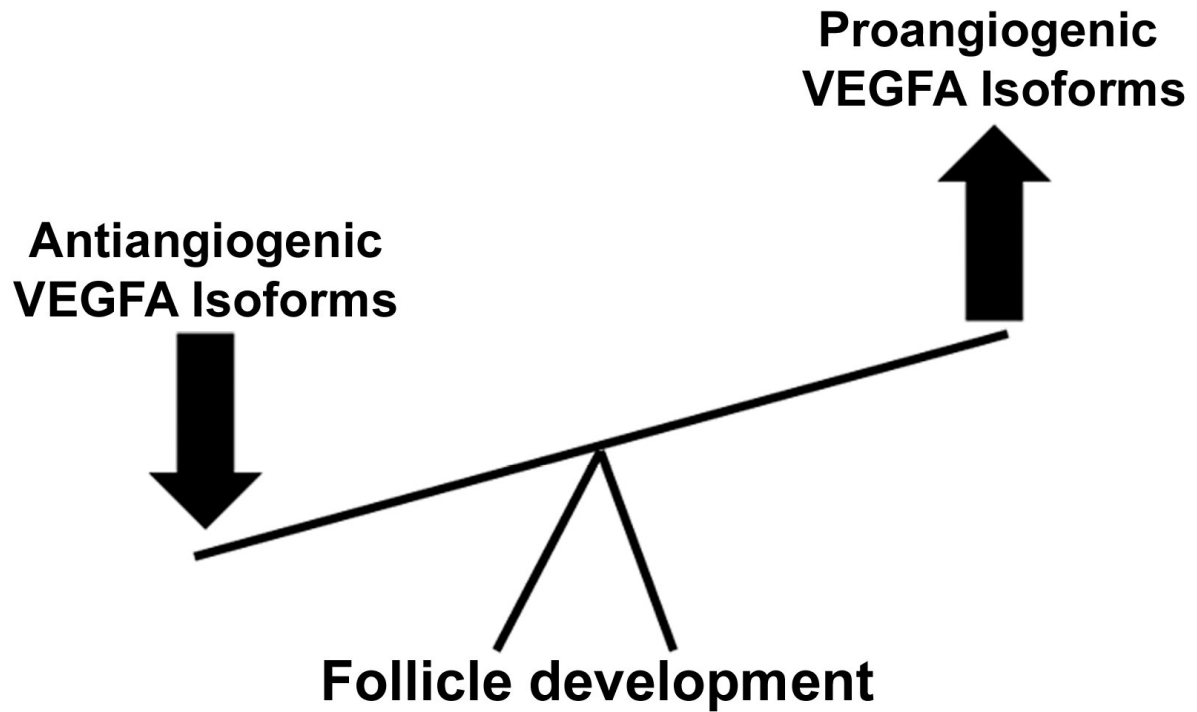 Proangiogenic
VEGFA Isoforms
Antiangiogenic
VEGFA Isoforms
Follicle development